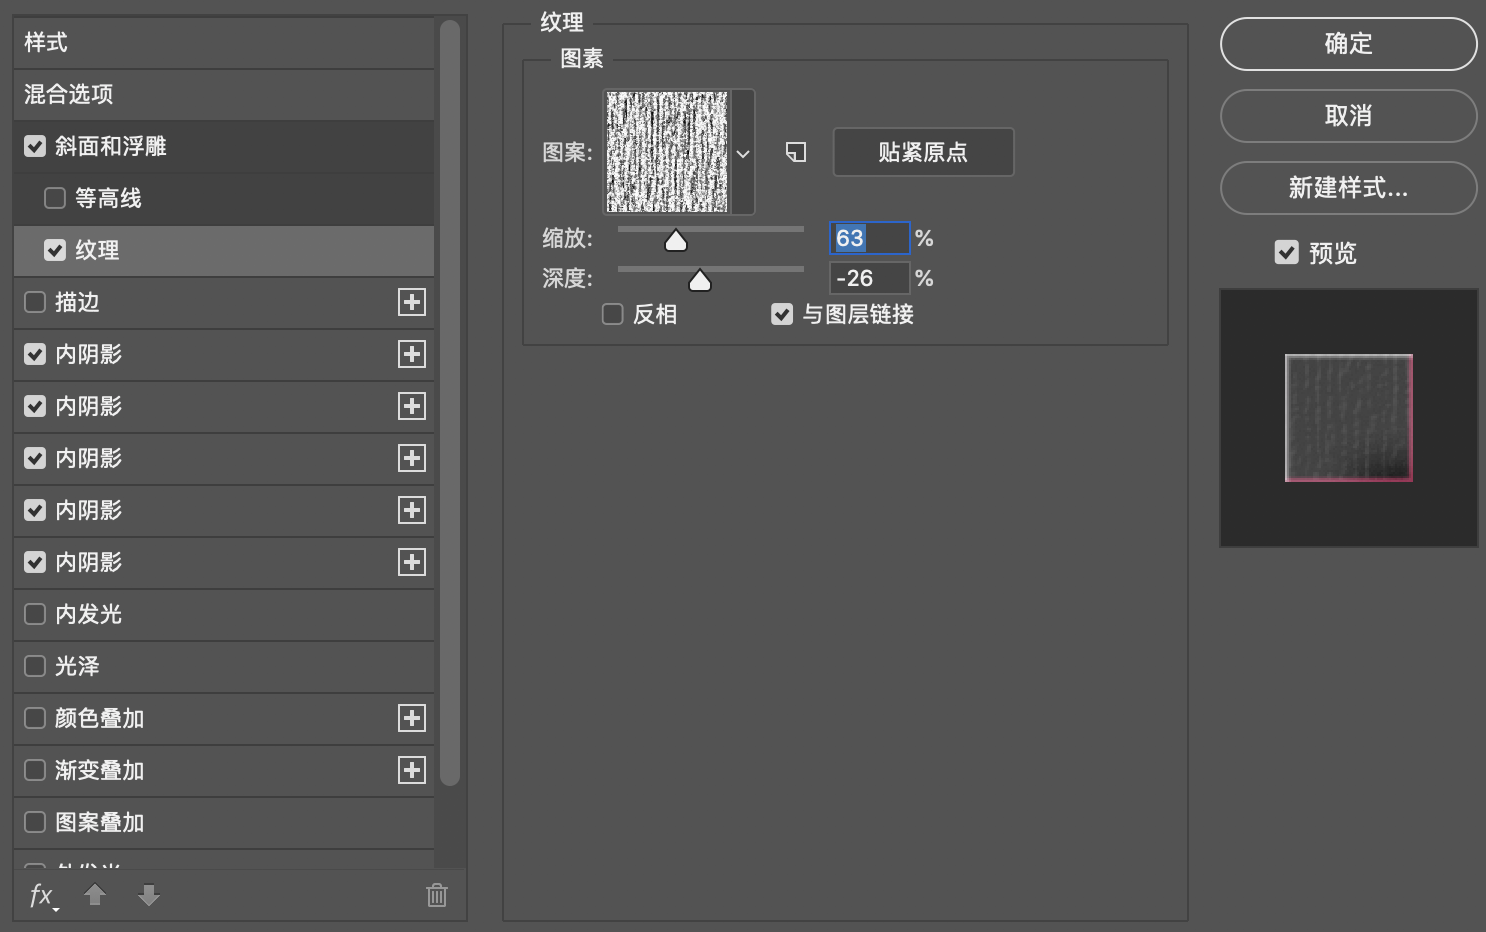 样式
混合选项
斜面和浮雕
等高线
纹理
描边
内阴影
内阴影
内阴影
内阴影
内阴影
内发光
光泽
颜色叠加
渐变叠加
图案叠加
外发光
fx
纹理
图素
图案:
贴紧原点
缩放:
63 %
深度:
-26 %
反相
与图层链接
确定
取消
新建样式...
预览